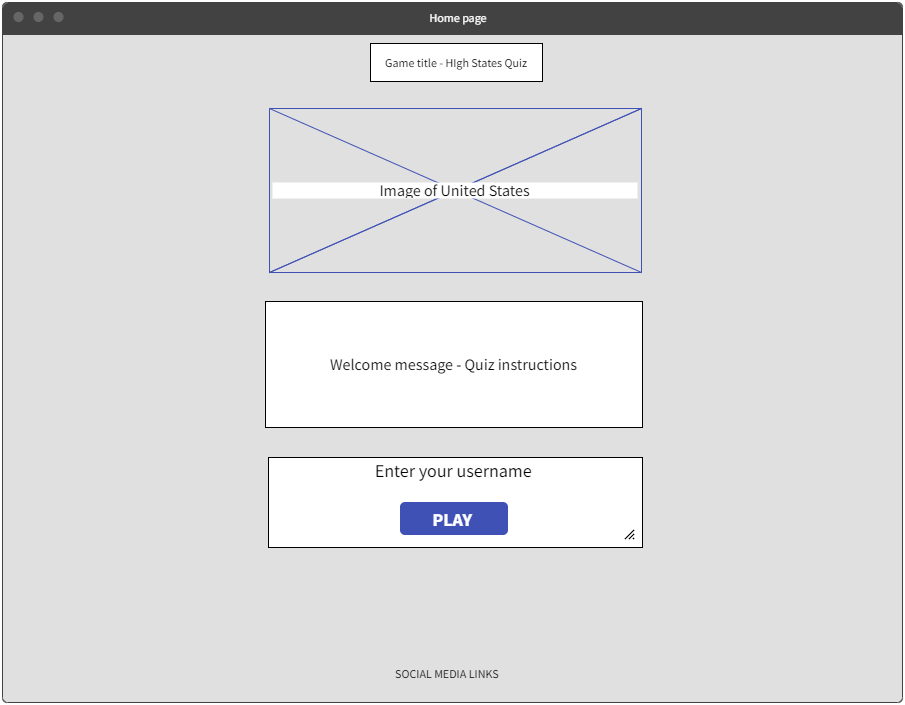 Home page
Game title - HIgh States Quiz
Image of United States
Welcome message - Quiz instructions
Enter your username
PLAY
SOCIAL MEDIA LINKS